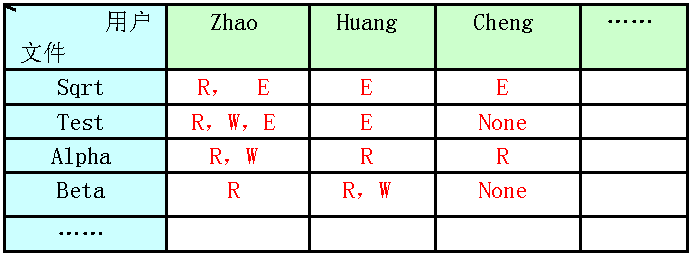 用户
文件 Zhao Huang Cheng ……
Sqrt R， E E E
Test R，W，E E None
Alpha R，W R R
Beta R R，W None
……